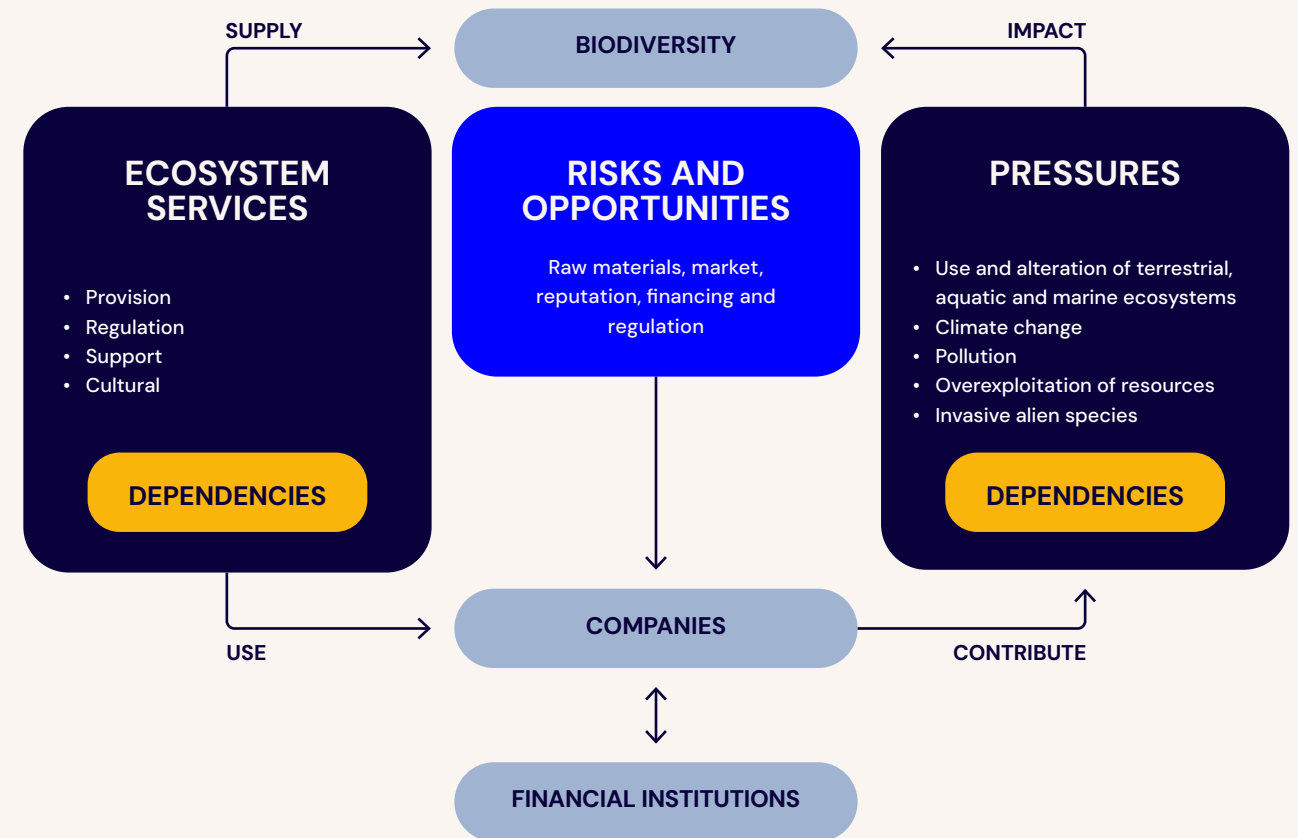 SUPPLY
BIODIVERSITY
IMPACT
ECOSYSTEM
SERVICES
• Provision
• Regulation
• Support
• Cultural
DEPENDENCIES
RISKS AND
OPPORTUNITIES
Raw materials, market,
reputation, financing and
regulation
PRESSURES
• Use and alteration of terrestrial,
aquatic and marine ecosystems
• Climate change
• Pollution
• Overexploitation of resources
• Invasive alien species
DEPENDENCIES
USE
COMPANIES
CONTRIBUTE
FINANCIAL INSTITUTIONS